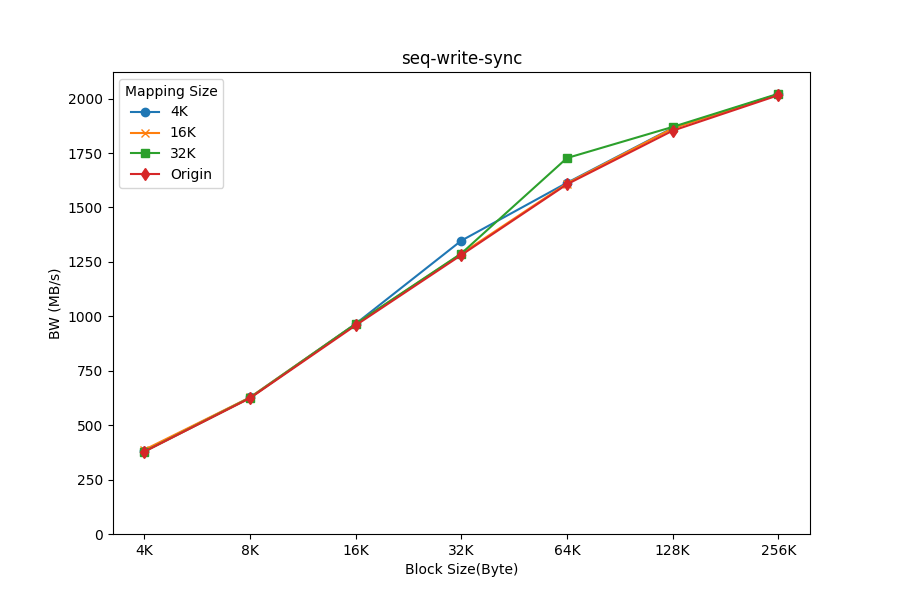 seq-write-sync
Mapping Size
4K
16K
32K
Origin
2000
1750
1500
1250
1000
750
500
250
0
BW (MB/s)
4K 8K 16K 32K 64K 128K 256K
Block Size(Byte)